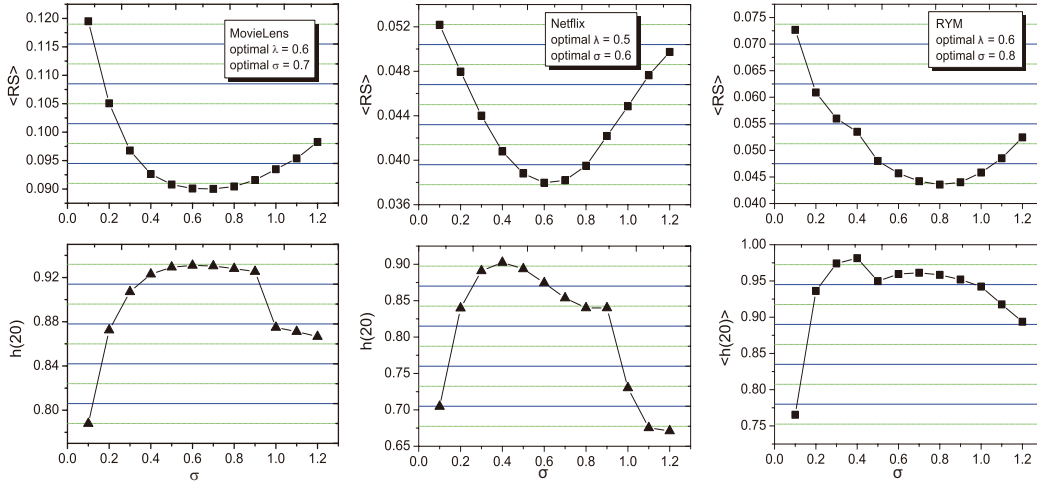 0.120
0.115
0.110
0.105
0.100
0.095
0.090
<RS>
MovieLens
optimal λ = 0.6
optimal σ = 0.7
0.0 0.2 0.4 0.6 0.8 1.0 1.2
0.052
0.048
0.044
0.040
0.036
<RS>
Netflix
optimal λ = 0.5
optimal σ = 0.6
0.0 0.2 0.4 0.6 0.8 1.0 1.2
0.075
0.070
0.065
0.060
0.055
0.050
0.045
0.040
<RS>
RYM
optimal λ = 0.6
optimal σ = 0.8
0.0 0.2 0.4 0.6 0.8 1.0 1.2
0.92
0.88
0.84
0.80
h(20)
0.0 0.2 0.4 0.6 0.8 1.0 1.2
σ
0.90
0.85
0.80
0.75
0.70
0.65
h(20)
0.0 0.2 0.4 0.6 0.8 1.0 1.2
σ
1.00
0.95
0.90
0.85
0.80
0.75
<h(20)>
0.0 0.2 0.4 0.6 0.8 1.0 1.2
σ